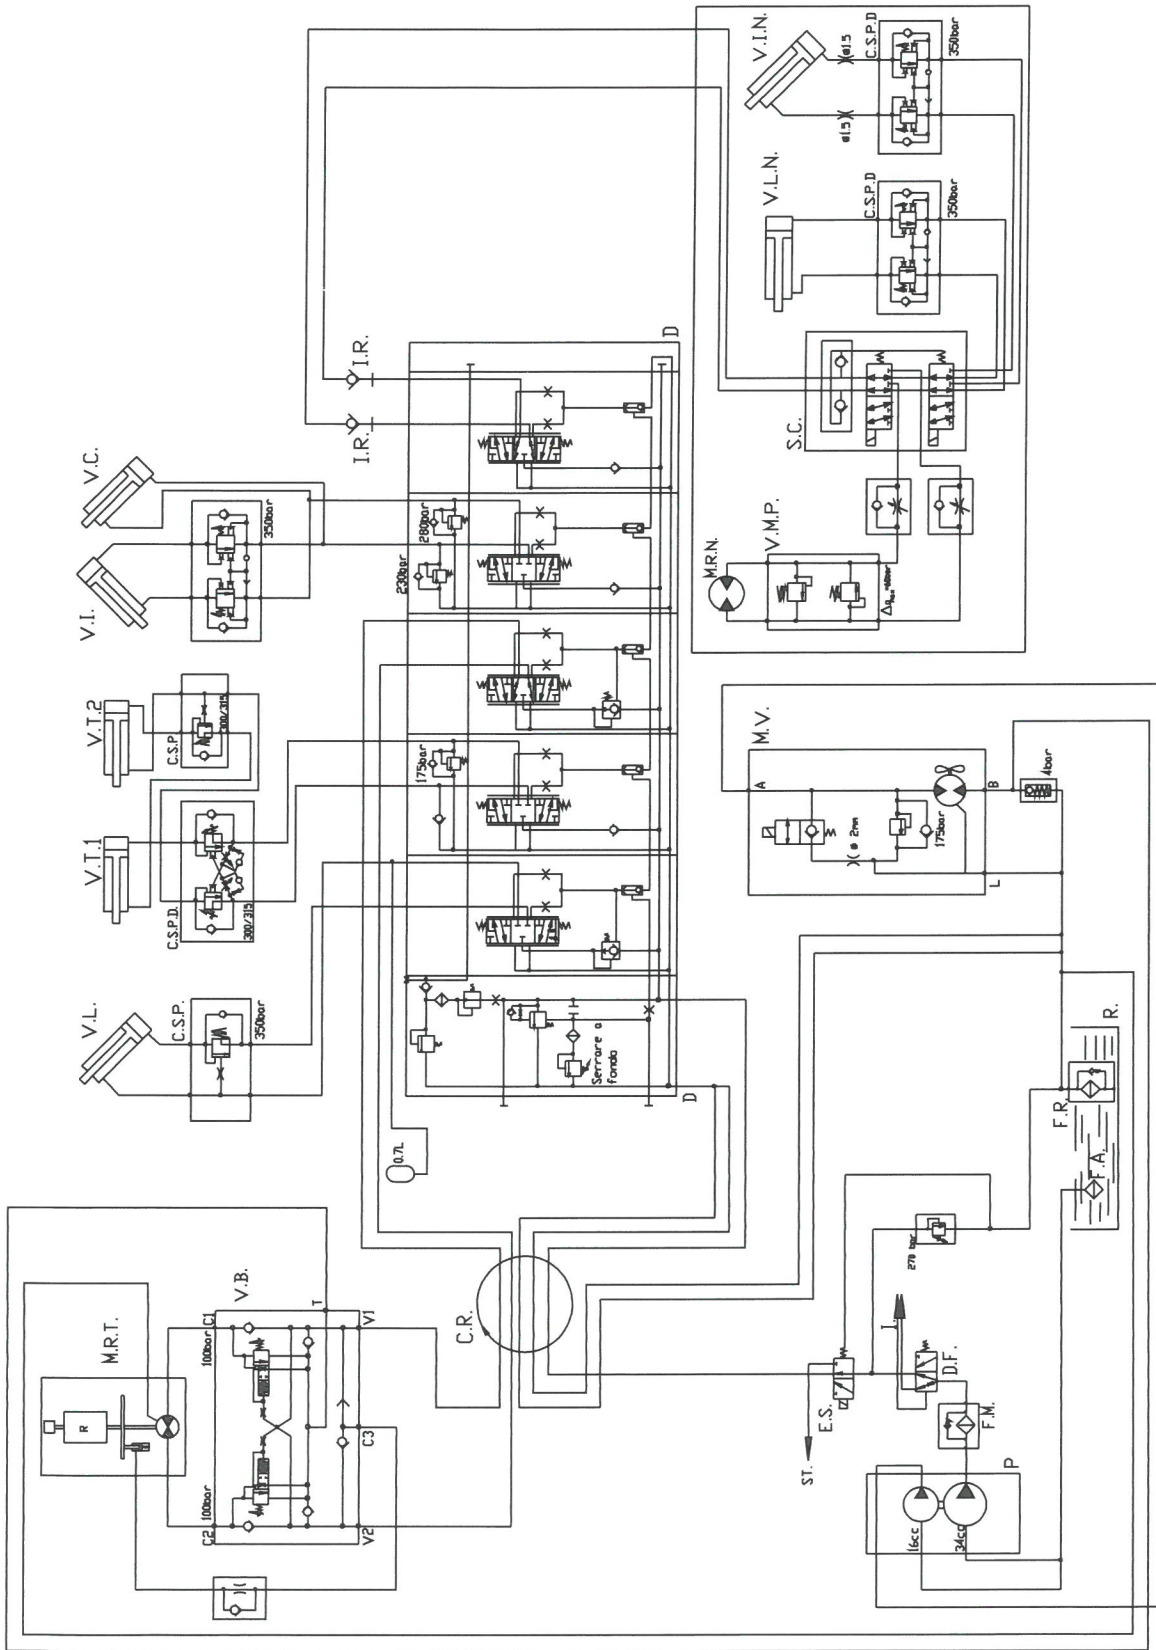 V.I.N.
ø1.5
ø1.5
C.S.P.D
350bar
V.L.N.
C.S.P.D
350bar
S.C.
V.M.P.
M.R.N.
I.R.
I.R.
D
V.C.
V.I.
350bar
280bar
230bar
V.T.2
C.S.P.
300/315
V.T.1
C.S.P.D.
300/315
175bar
V.L.
C.S.P.
350bar
Serrare a
fondo
D
0.7L
M.V.
A
ø 2mm
175bar
B
L
4bar
M.R.T.
R
100bar
C1
V.B.
T
V1
C3
100bar
C2
V2
C.R.
ST.
E.S.
I.
D.F.
F.M.
P
16cc
34cc
270 bar
F.R.
R.
F.A.